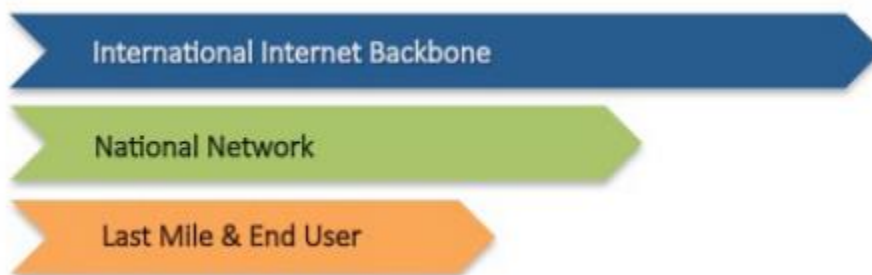 International Internet Backbone
National Network
Last Mile & End User